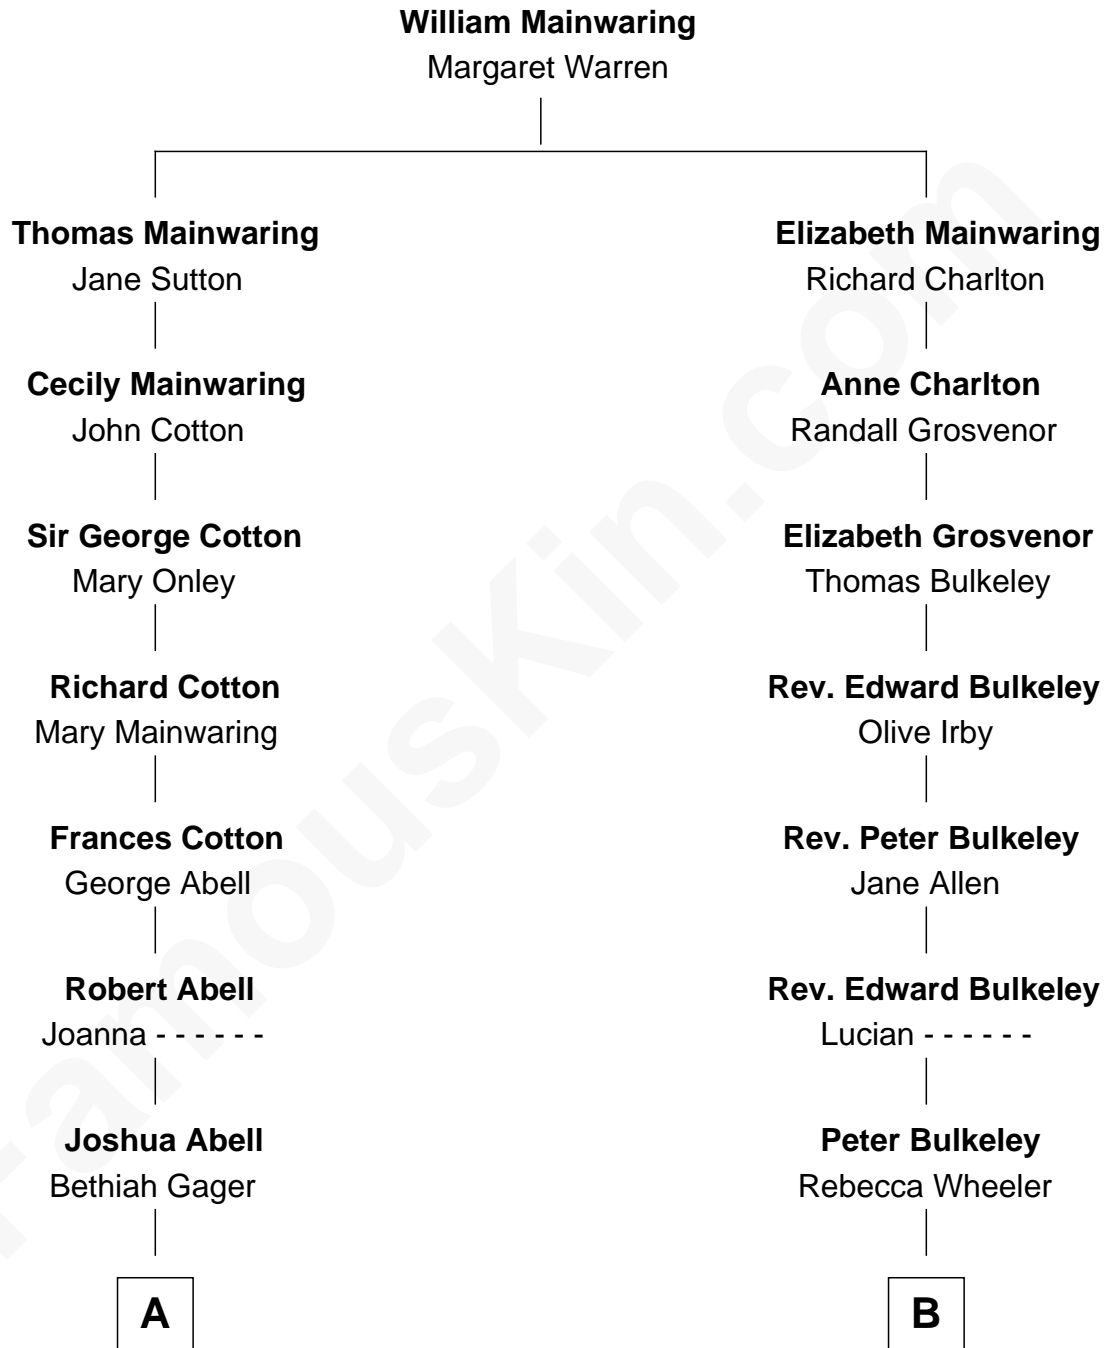 William Mainwaring
Margaret Warren
Thomas Mainwaring
Jane Sutton
Elizabeth Mainwaring
Richard Charlton
Cecily Mainwaring
John Cotton
Anne Charlton
Randall Grosvenor
Sir George Cotton
Mary Onley
Elizabeth Grosvenor
Thomas Bulkeley
Richard Cotton
Mary Mainwaring
Rev. Edward Bulkeley
Olive Irby
Frances Cotton
George Abell
Rev. Peter Bulkeley
Jane Allen
Robert Abell
Joanna - - - - - -
Rev. Edward Bulkeley
Lucian - - - - - -
Joshua Abell
Bethiah Gager
Peter Bulkeley
Rebecca Wheeler
A
B
FamousKin.com